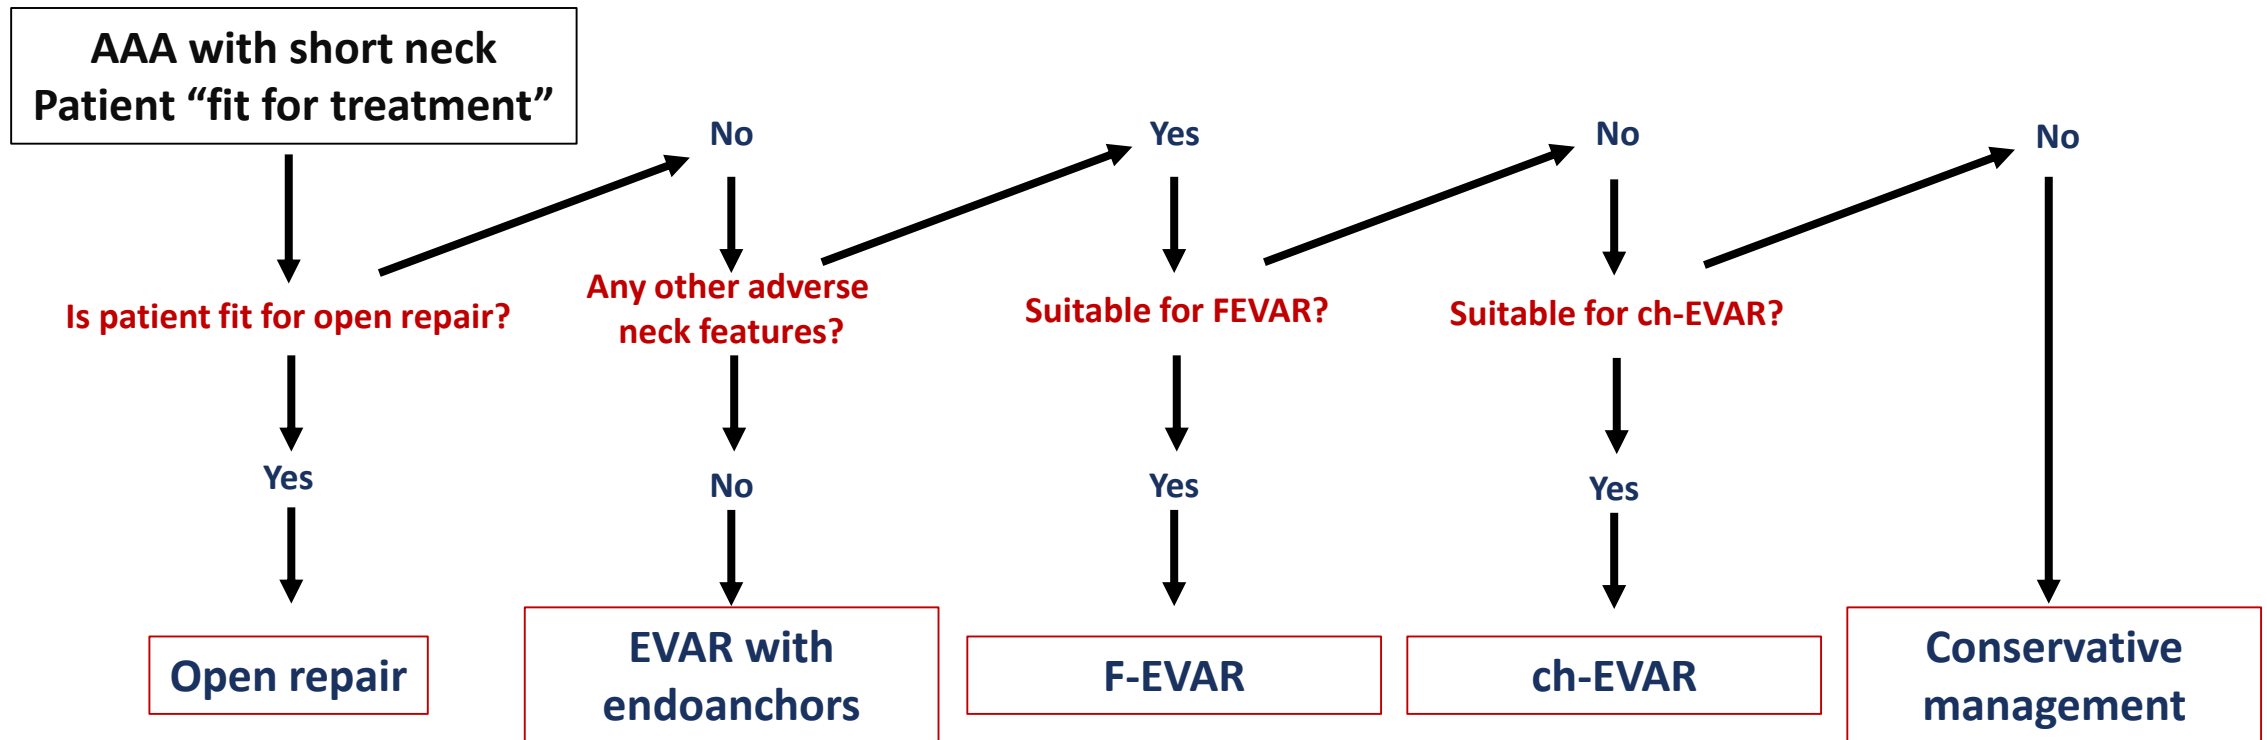 AAA with short neck
Patient “fit for treatment”
No
Yes
No
No
Is patient fit for open repair?
Any other adverse
neck features?
Suitable for FEVAR?
Suitable for ch-EVAR?
Yes
No
Yes
Yes
Open repair
EVAR with
endoanchors
F-EVAR
ch-EVAR
Conservative
management